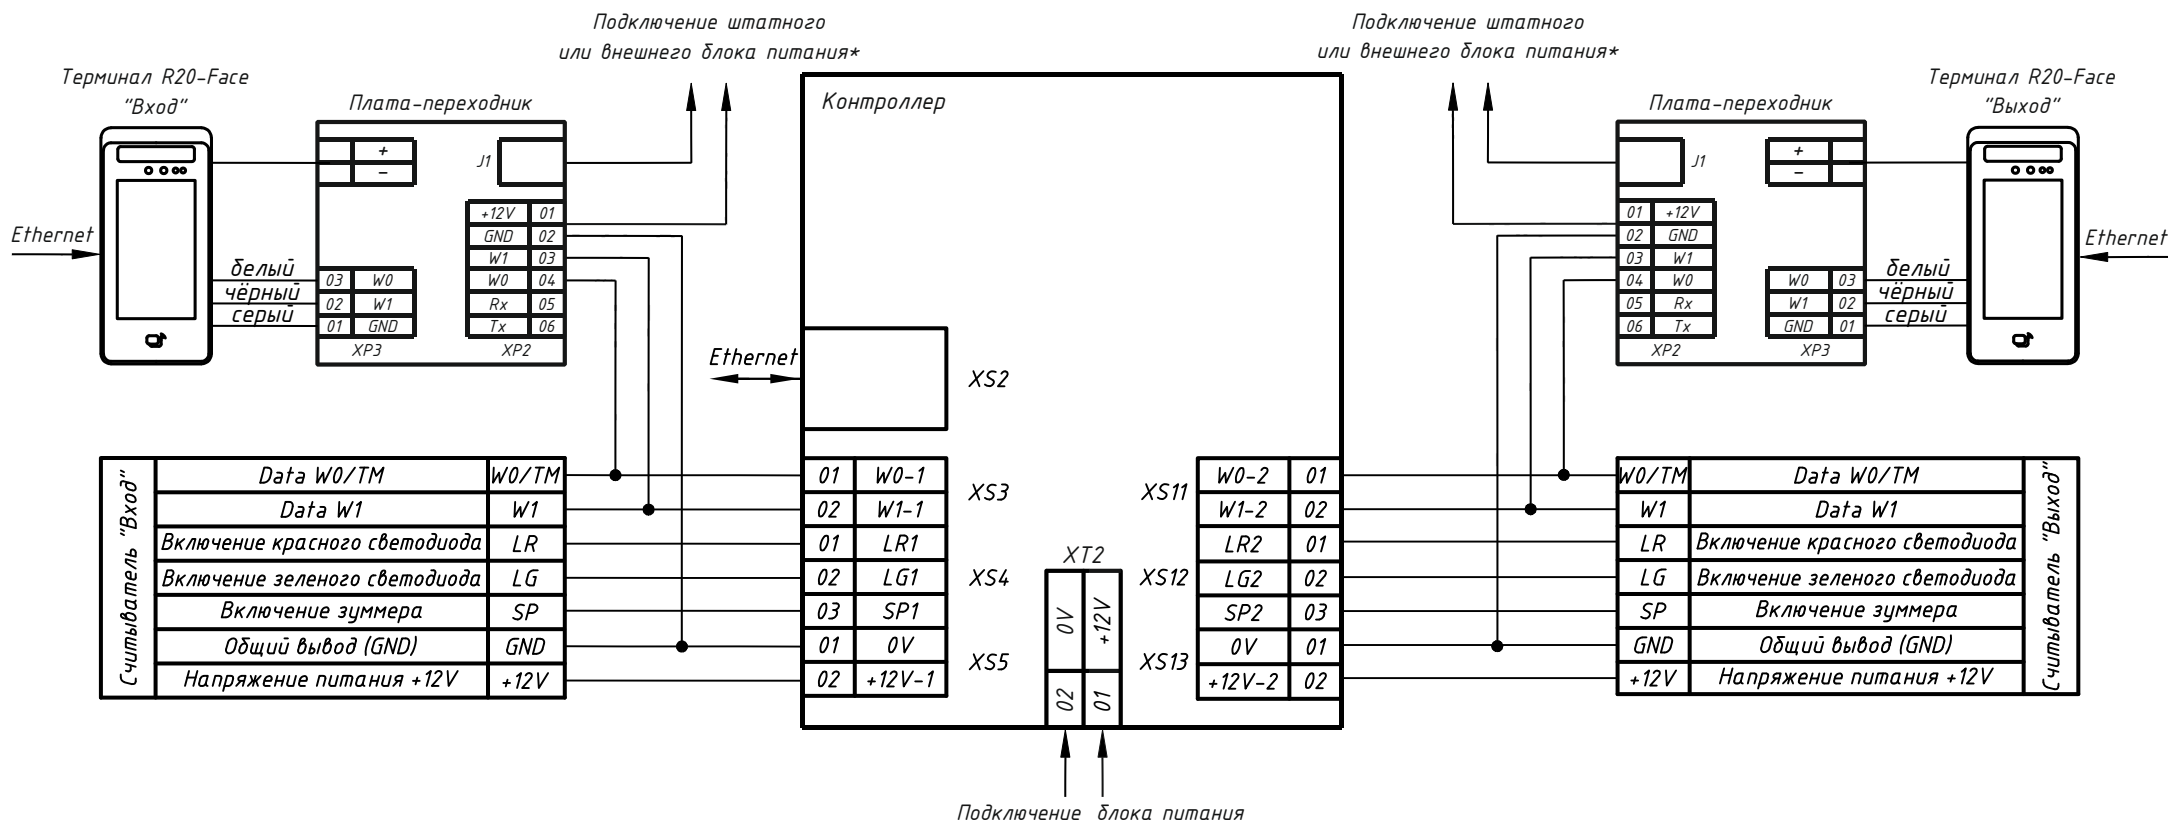 Подключение штатного
или внешнего блока питания*
Подключение штатного
или внешнего блока питания*
Терминал R20-Face
"Вход"
Плата-переходник
Контроллер
Плата-переходник
Терминал R20-Face
"Выход"
+
-
J1
J1
+
-
+12V 01
GND 02
W1 03
W0 04
Rx 05
Tx 06
XP2
Ethernet
белый
чёрный
серый
03 W0
02 W1
01 GND
XP3
01 +12V
02 GND
03 W1
04 W0
05 Rx
06 Tx
XP2
W0 03
W1 02
GND 01
XP3
белый
чёрный
серый
Ethernet
Ethernet
XS2
Считыватель "Вход"
Data W0/TM W0/TM
Data W1 W1
Включение красного светодиода LR
Включение зеленого светодиода LG
Включение зуммера SP
Общий вывод (GND) GND
Напряжение питания +12V +12V
01 W0-1
02 W1-1
XS3
01 LR1
02 LG1
03 SP1
XS4
01 0V
02 +12V-1
XS5
XT2
0V +12V
02 01
XS11
W0-2 01
W1-2 02
XS12
LR2 01
LG2 02
SP2 03
XS13
0V 01
+12V-2 02
W0/TM Data W0/TM
W1 Data W1
LR Включение красного светодиода
LG Включение зеленого светодиода
SP Включение зуммера
GND Общий вывод (GND)
+12V Напряжение питания +12V
Считыватель "Выход"
Подключение блока питания